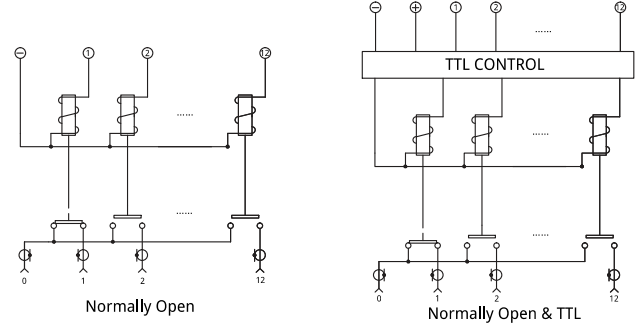 − 1 2 12
......
......
0 1 2 12
Normally Open
− + 1 2 ...... 12
TTL CONTROL
......
......
0 1 2 12
Normally Open & TTL